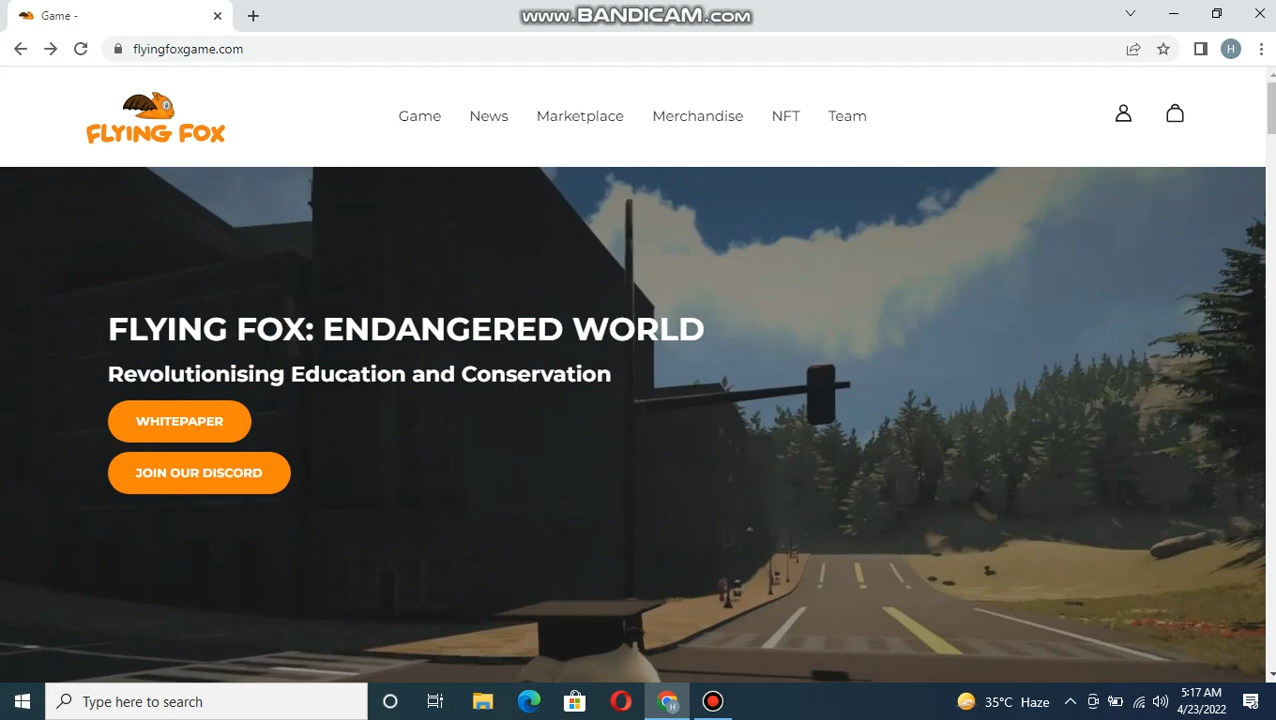 Game -
WWW.BANDICAM.COM
flyingfoxgame.com
H
FLYING FOX
Game News Marketplace Merchandise NFT Team
FLYING FOX: ENDANGERED WORLD
Revolutionising Education and Conservation
WHITEPAPER
JOIN OUR DISCORD
Type here to search
H
35°C Haze
5:17 AM
4/23/2022